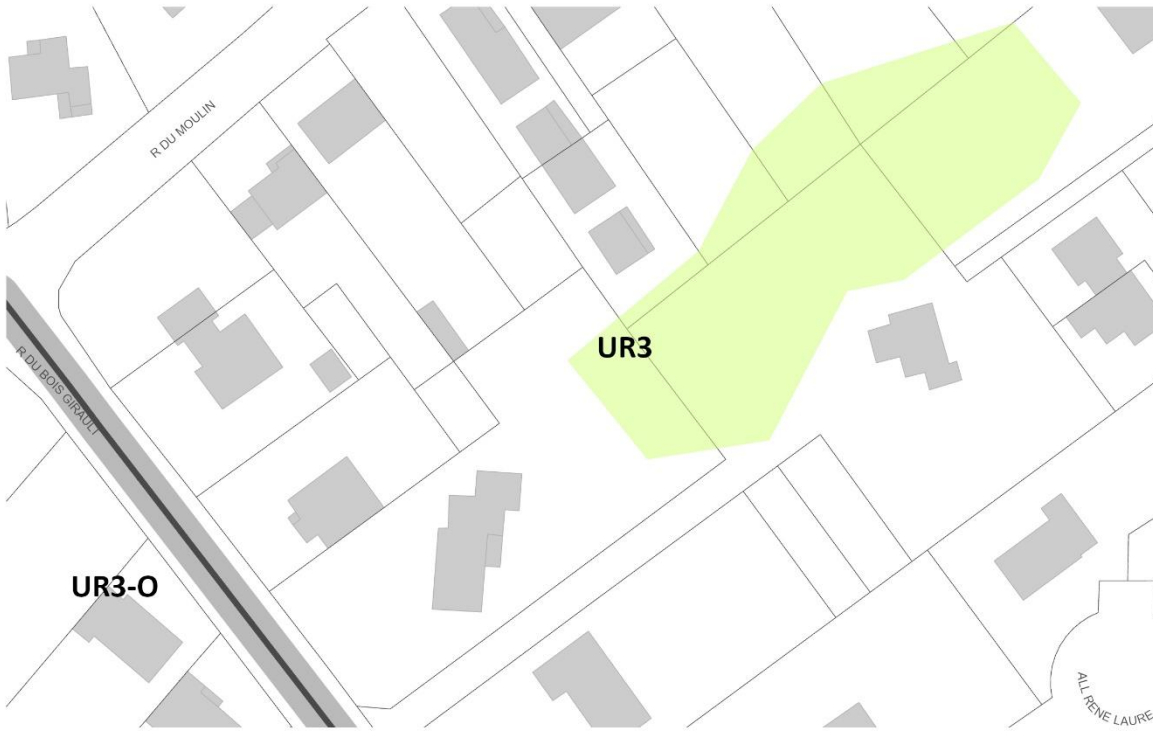 R DU MOULIN
UR3
R DU BOIS GIRAULT
UR3-O
ALL RENE LAURE